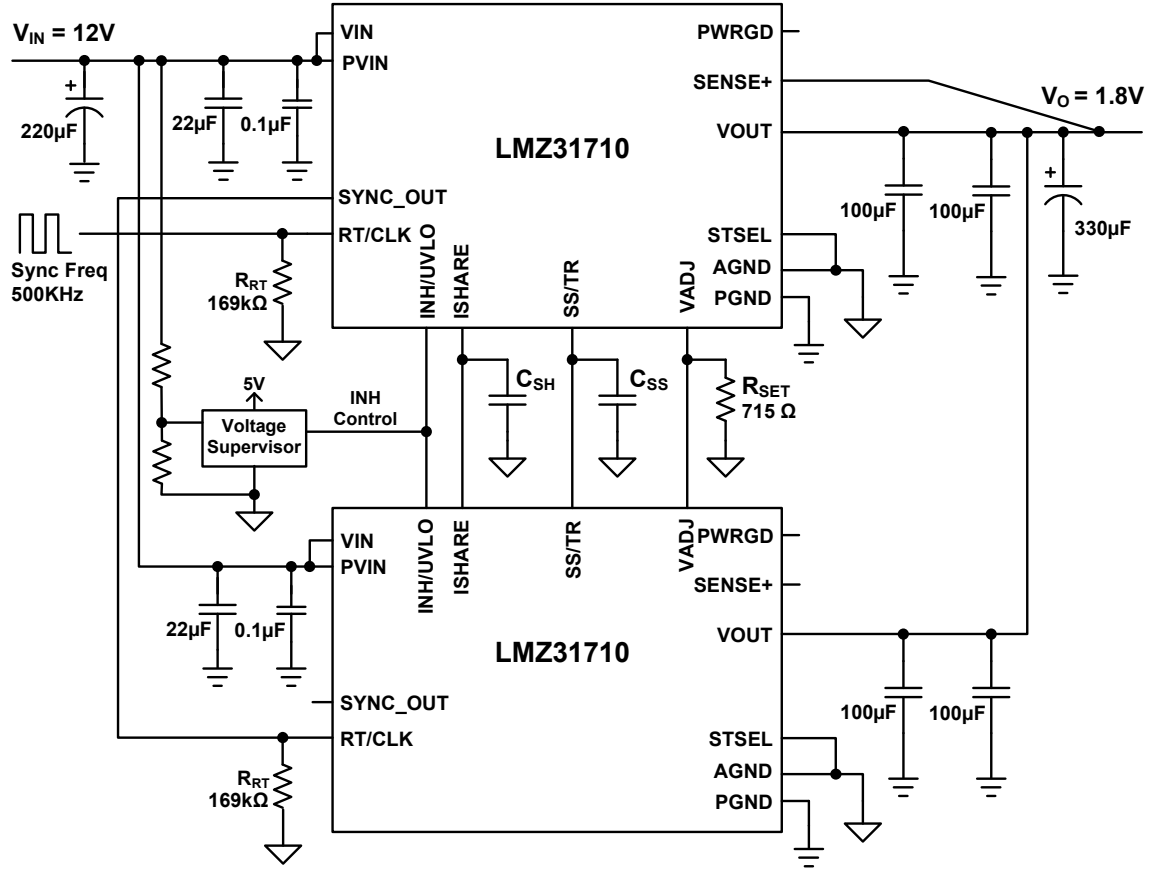 V_IN = 12V
VIN
PVIN
PWRGD
SENSE+
V_O = 1.8V
220µF
22µF
0.1µF
VOUT
LMZ31710
SYNC_OUT
RT/CLK
INH/UVLO
ISHARE
SS/TR
VADJ
100µF
100µF
330µF
STSEL
AGND
PGND
Sync Freq
500KHz
R_RT
169kΩ
5V
Voltage
Supervisor
INH
Control
C_SH
C_SS
R_SET
715 Ω
VIN
PVIN
INH/UVLO
ISHARE
SS/TR
VADJ
PWRGD
SENSE+
22µF
0.1µF
VOUT
LMZ31710
SYNC_OUT
RT/CLK
100µF
100µF
STSEL
AGND
PGND
R_RT
169kΩ